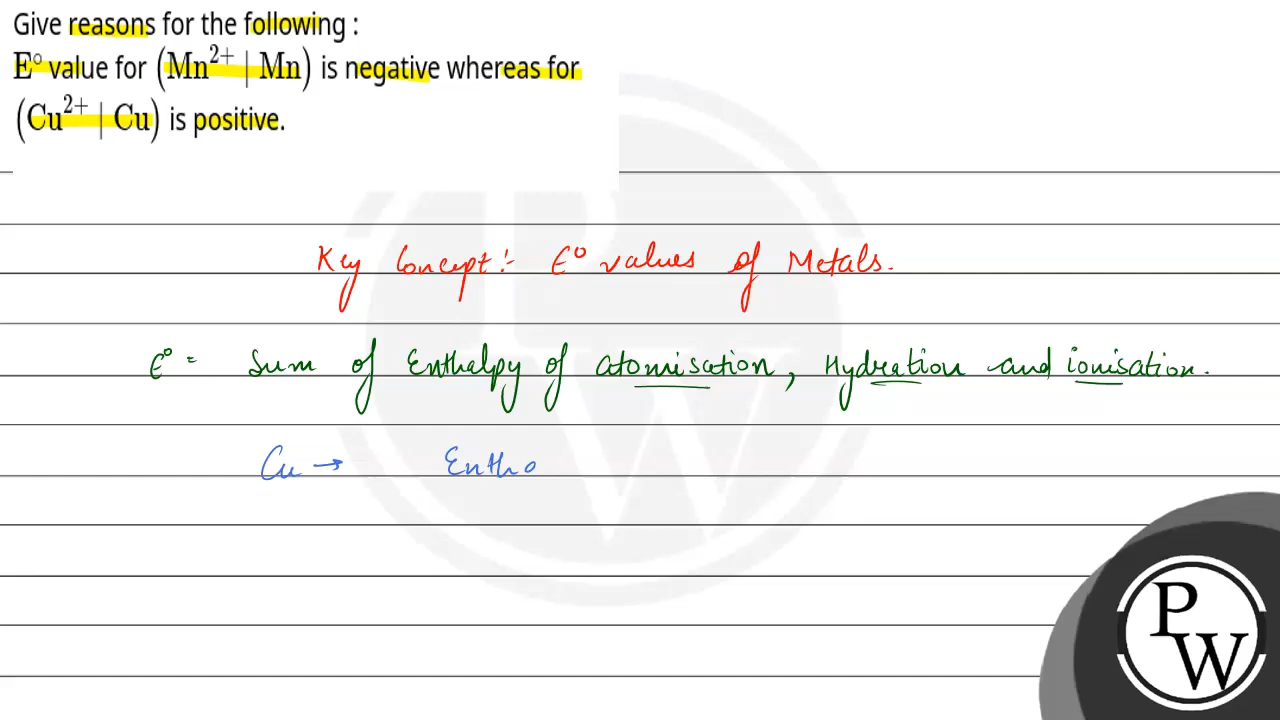 Give reasons for the following :
E° value for (Mn²⁺ | Mn) is negative whereas for
(Cu²⁺ | Cu) is positive.
Key Concept:- E° values of Metals.
E° = Sum of Enthalpy of atomisation, Hydration and ionisation.
Cu → Entho
P
W